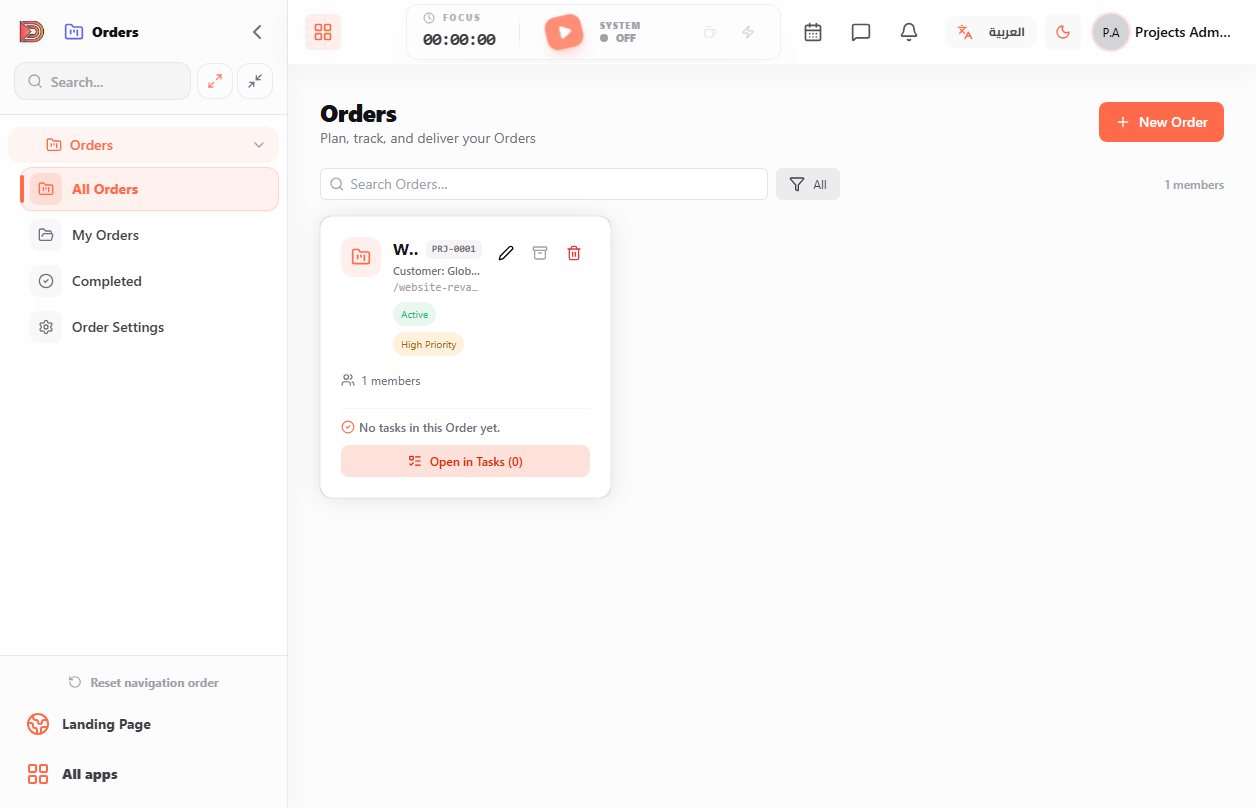 Orders
Search...
Orders
All Orders
My Orders
Completed
Order Settings
Reset navigation order
Landing Page
All apps
FOCUS
00:00:00
SYSTEM
OFF
العربية
P.A
Projects Adm...
Orders
Plan, track, and deliver your Orders
New Order
Search Orders...
All
1 members
W.. PRJ-0001
Customer: Glob...
/website-reva…
Active
High Priority
1 members
No tasks in this Order yet.
Open in Tasks (0)